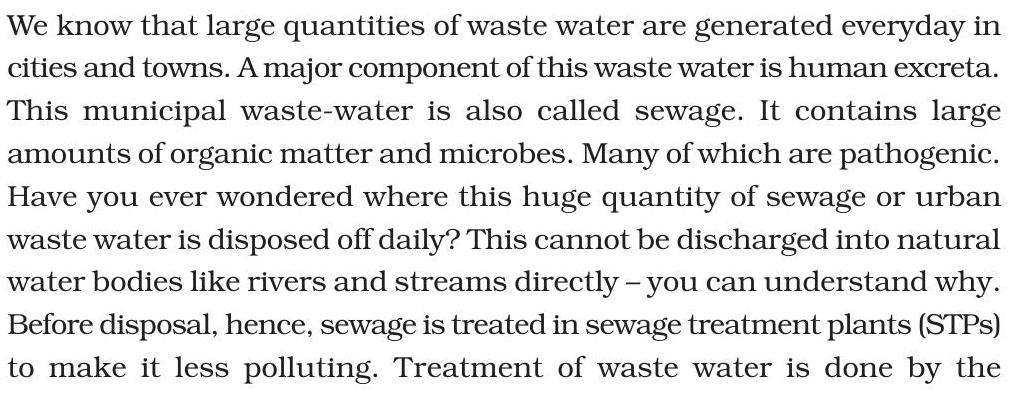 We know that large quantities of waste water are generated everyday in
cities and towns. A major component of this waste water is human excreta.
This municipal waste-water is also called sewage. It contains large
amounts of organic matter and microbes. Many of which are pathogenic.
Have you ever wondered where this huge quantity of sewage or urban
waste water is disposed off daily? This cannot be discharged into natural
water bodies like rivers and streams directly – you can understand why.
Before disposal, hence, sewage is treated in sewage treatment plants (STPs)
to make it less polluting. Treatment of waste water is done by the